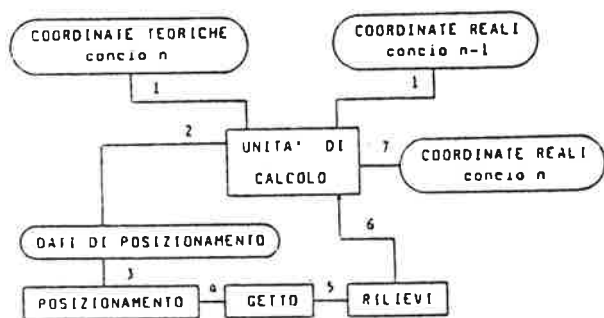 COORDINATE TEORICHE
concio n
COORDINATE REALI
concio n-1
1
1
2
UNITA' DI
CALCOLO
7
COORDINATE REALI
concio n
6
DATI DI POSIZIONAMENTO
3
POSIZIONAMENTO
4
GETTO
5
RILIEVI